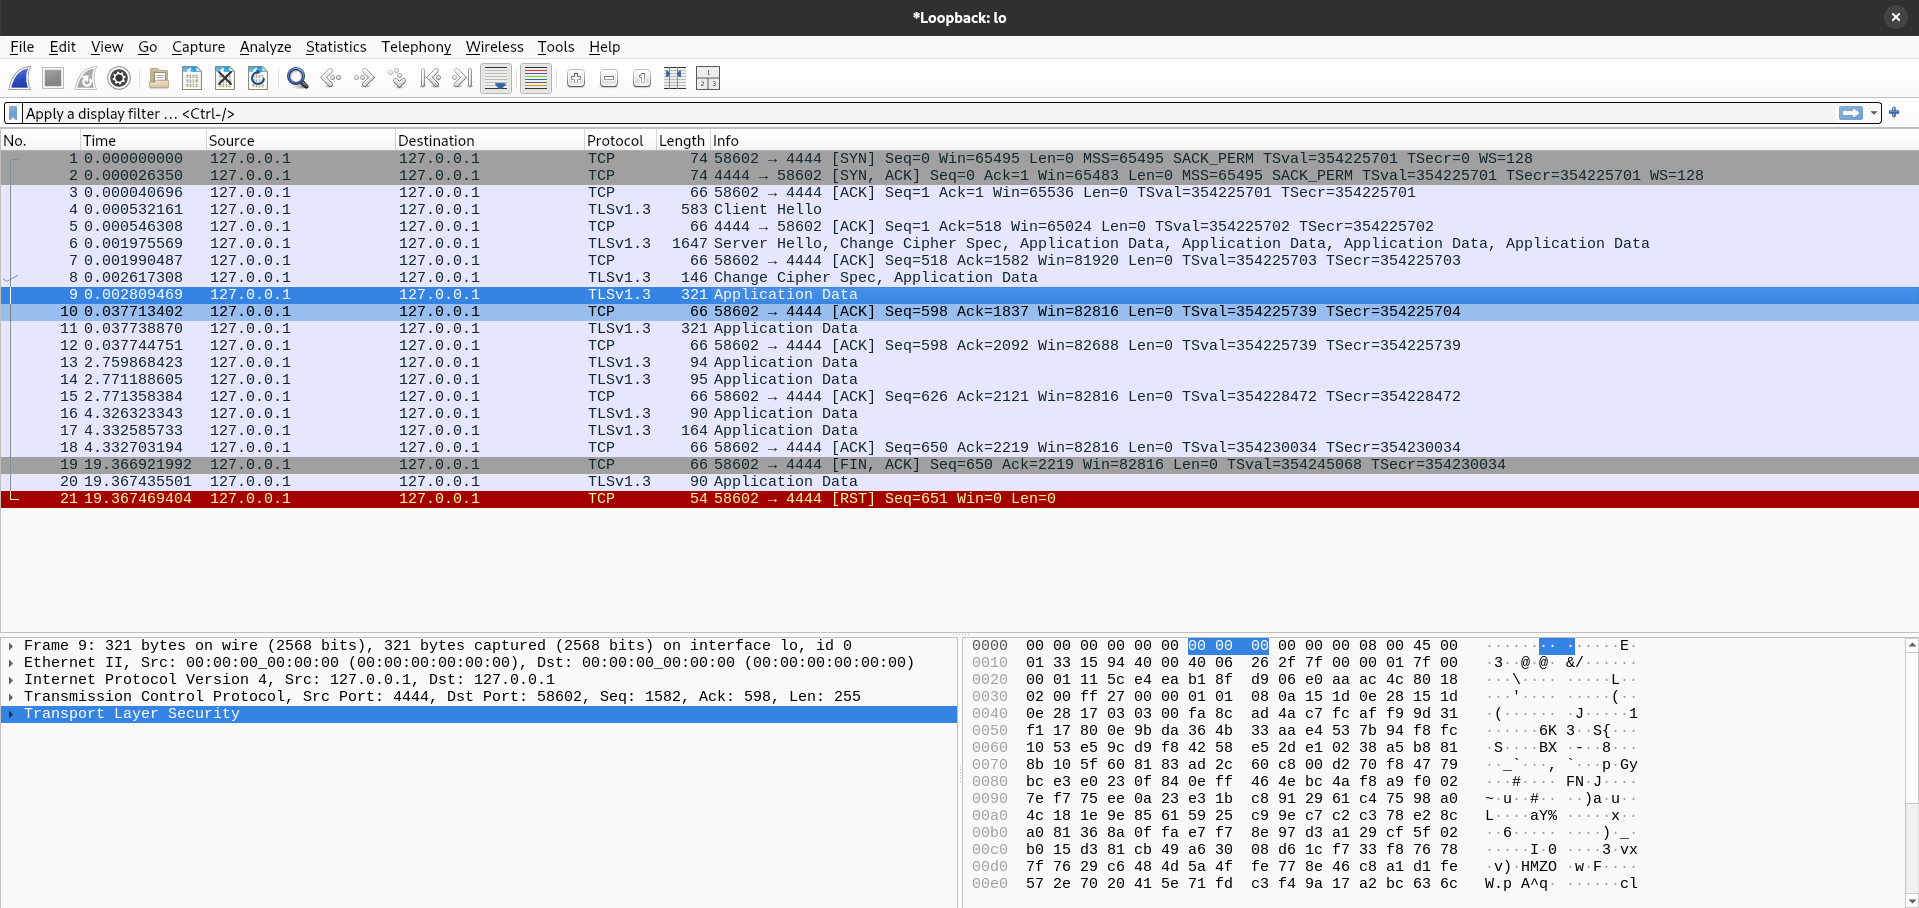 *Loopback: lo
File Edit View Go Capture Analyze Statistics Telephony Wireless Tools Help
Apply a display filter … <Ctrl-/>
No. Time Source Destination Protocol Length Info
1 0.000000000 127.0.0.1 127.0.0.1 TCP 74 58602 → 4444 [SYN] Seq=0 Win=65495 Len=0 MSS=65495 SACK_PERM TSval=354225701 TSecr=0 WS=128
2 0.000026350 127.0.0.1 127.0.0.1 TCP 74 4444 → 58602 [SYN, ACK] Seq=0 Ack=1 Win=65483 Len=0 MSS=65495 SACK_PERM TSval=354225701 TSecr=354225701 WS=128
3 0.000040696 127.0.0.1 127.0.0.1 TCP 66 58602 → 4444 [ACK] Seq=1 Ack=1 Win=65536 Len=0 TSval=354225701 TSecr=354225701
4 0.000532161 127.0.0.1 127.0.0.1 TLSv1.3 583 Client Hello
5 0.000546308 127.0.0.1 127.0.0.1 TCP 66 4444 → 58602 [ACK] Seq=1 Ack=518 Win=65024 Len=0 TSval=354225702 TSecr=354225702
6 0.001975569 127.0.0.1 127.0.0.1 TLSv1.3 1647 Server Hello, Change Cipher Spec, Application Data, Application Data, Application Data, Application Data
7 0.001990487 127.0.0.1 127.0.0.1 TCP 66 58602 → 4444 [ACK] Seq=518 Ack=1582 Win=81920 Len=0 TSval=354225703 TSecr=354225703
8 0.002617308 127.0.0.1 127.0.0.1 TLSv1.3 146 Change Cipher Spec, Application Data
9 0.002809469 127.0.0.1 127.0.0.1 TLSv1.3 321 Application Data
10 0.037713402 127.0.0.1 127.0.0.1 TCP 66 58602 → 4444 [ACK] Seq=598 Ack=1837 Win=82816 Len=0 TSval=354225739 TSecr=354225704
11 0.037738870 127.0.0.1 127.0.0.1 TLSv1.3 321 Application Data
12 0.037744751 127.0.0.1 127.0.0.1 TCP 66 58602 → 4444 [ACK] Seq=598 Ack=2092 Win=82688 Len=0 TSval=354225739 TSecr=354225739
13 2.759868423 127.0.0.1 127.0.0.1 TLSv1.3 94 Application Data
14 2.771188605 127.0.0.1 127.0.0.1 TLSv1.3 95 Application Data
15 2.771358384 127.0.0.1 127.0.0.1 TCP 66 58602 → 4444 [ACK] Seq=626 Ack=2121 Win=82816 Len=0 TSval=354228472 TSecr=354228472
16 4.326323343 127.0.0.1 127.0.0.1 TLSv1.3 90 Application Data
17 4.332585733 127.0.0.1 127.0.0.1 TLSv1.3 164 Application Data
18 4.332703194 127.0.0.1 127.0.0.1 TCP 66 58602 → 4444 [ACK] Seq=650 Ack=2219 Win=82816 Len=0 TSval=354230034 TSecr=354230034
19 19.366921992 127.0.0.1 127.0.0.1 TCP 66 58602 → 4444 [FIN, ACK] Seq=650 Ack=2219 Win=82816 Len=0 TSval=354245068 TSecr=354230034
20 19.367435501 127.0.0.1 127.0.0.1 TLSv1.3 90 Application Data
21 19.367469404 127.0.0.1 127.0.0.1 TCP 54 58602 → 4444 [RST] Seq=651 Win=0 Len=0
Frame 9: 321 bytes on wire (2568 bits), 321 bytes captured (2568 bits) on interface lo, id 0
Ethernet II, Src: 00:00:00_00:00:00 (00:00:00:00:00:00), Dst: 00:00:00_00:00:00 (00:00:00:00:00:00)
Internet Protocol Version 4, Src: 127.0.0.1, Dst: 127.0.0.1
Transmission Control Protocol, Src Port: 4444, Dst Port: 58602, Seq: 1582, Ack: 598, Len: 255
Transport Layer Security
0000 00 00 00 00 00 00 00 00 00 00 00 00 08 00 45 00 ········ ······E·
0010 01 33 15 94 40 00 40 06 26 2f 7f 00 00 01 7f 00 ·3··@·@· &/······
0020 00 01 11 5c e4 ea b1 8f d9 06 e0 aa ac 4c 80 18 ···\···· ·····L··
0030 02 00 ff 27 00 00 01 01 08 0a 15 1d 0e 28 15 1d ···'···· ·····(··
0040 0e 28 17 03 03 00 fa 8c ad 4a c7 fc af f9 9d 31 ·(······ ·J·····1
0050 f1 17 80 0e 9b da 36 4b 33 aa e4 53 7b 94 f8 fc ······6K 3··S{···
0060 10 53 e5 9c d9 f8 42 58 e5 2d e1 02 38 a5 b8 81 ·S····BX ·-··8···
0070 8b 10 5f 60 81 83 ad 2c 60 c8 00 d2 70 f8 47 79 ··_`···, `···p·Gy
0080 bc e3 e0 23 0f 84 0e ff 46 4e bc 4a f8 a9 f0 02 ···#···· FN·J····
0090 7e f7 75 ee 0a 23 e3 1b c8 91 29 61 c4 75 98 a0 ~·u··#·· ··)a·u··
00a0 4c 18 1e 9e 85 61 59 25 c9 9e c7 c2 c3 78 e2 8c L····aY% ·····x··
00b0 a0 81 36 8a 0f fa e7 f7 8e 97 d3 a1 29 cf 5f 02 ··6····· ····)·_·
00c0 b0 15 d3 81 cb 49 a6 30 08 d6 1c f7 33 f8 76 78 ·····I·0 ····3·vx
00d0 7f 76 29 c6 48 4d 5a 4f fe 77 8e 46 c8 a1 d1 fe ·v)·HMZO ·w·F····
00e0 57 2e 70 20 41 5e 71 fd c3 f4 9a 17 a2 bc 63 6c W.p A^q· ······cl